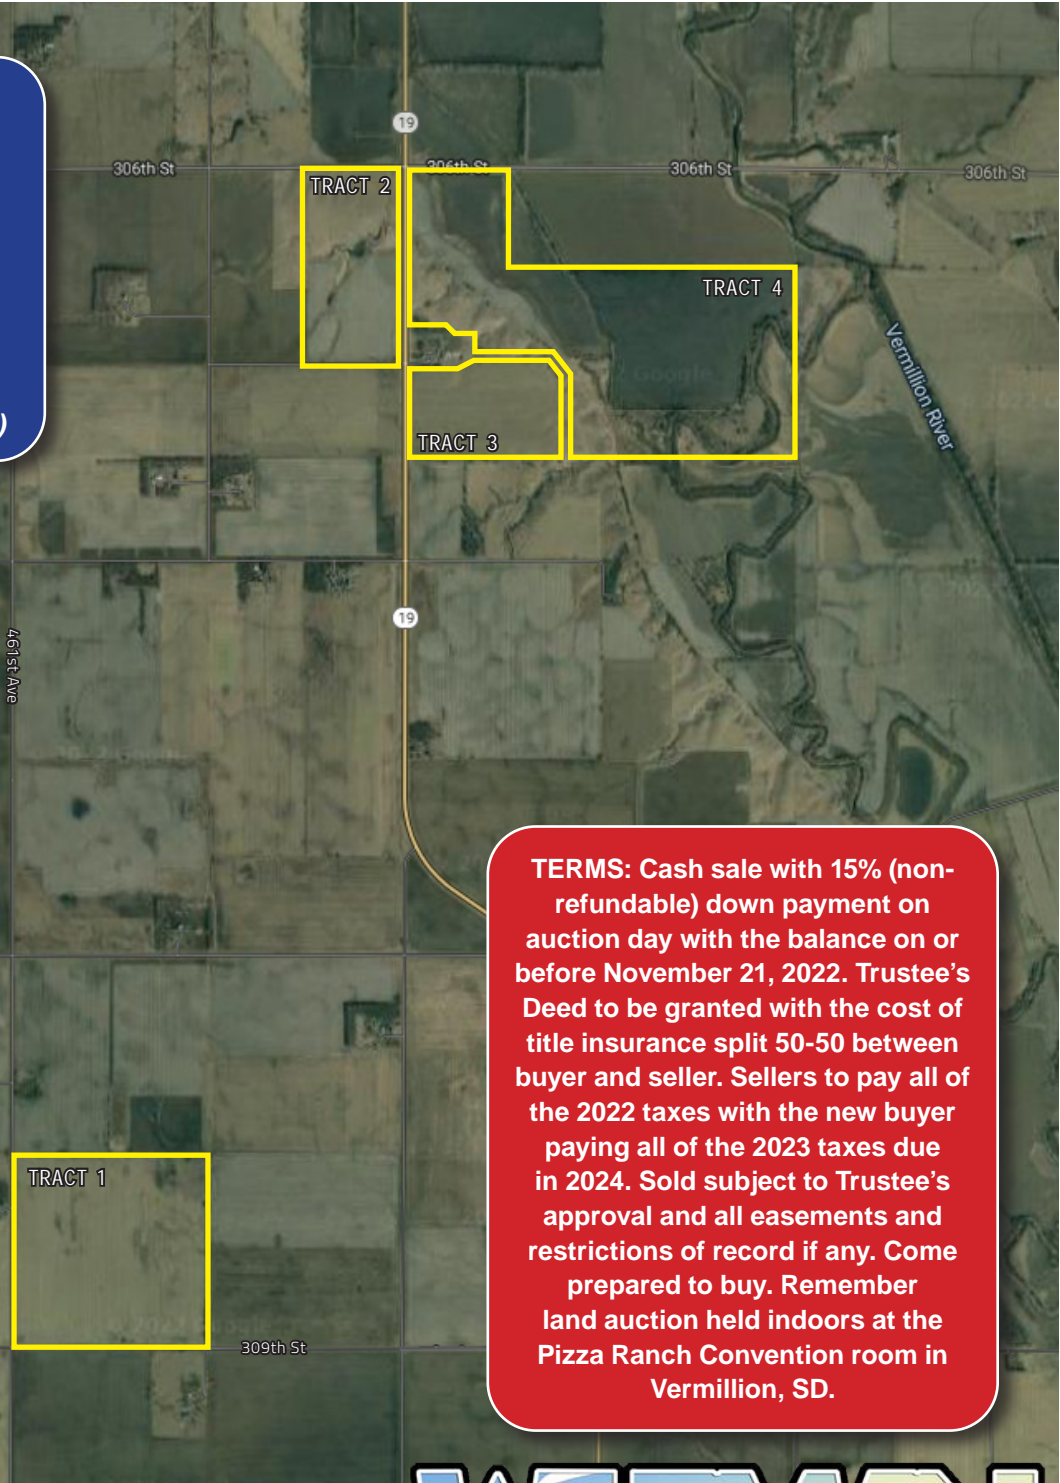 19
306th St
306th St
306th St
306th St
TRACT 2
TRACT 4
)
Vermillion River
TRACT 3
19
461st Ave
TERMS: Cash sale with 15% (non-
refundable) down payment on
auction day with the balance on or
before November 21, 2022. Trustee's
Deed to be granted with the cost of
title insurance split 50-50 between
buyer and seller. Sellers to pay all of
the 2022 taxes with the new buyer
paying all of the 2023 taxes due
in 2024. Sold subject to Trustee's
approval and all easements and
restrictions of record if any. Come
prepared to buy. Remember
land auction held indoors at the
Pizza Ranch Convention room in
Vermillion, SD.
TRACT 1
309th St